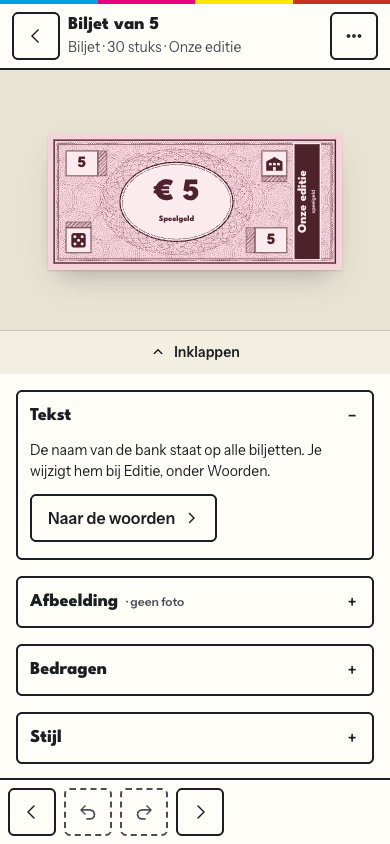 Biljet van 5
Biljet · 30 stuks · Onze editie
5
€ 5
Speelgeld
5
Onze editie
speelgeld
Inklappen
Tekst
De naam van de bank staat op alle biljetten. Je
wijzigt hem bij Editie, onder Woorden.
Naar de woorden
Afbeelding · geen foto
Bedragen
Stijl